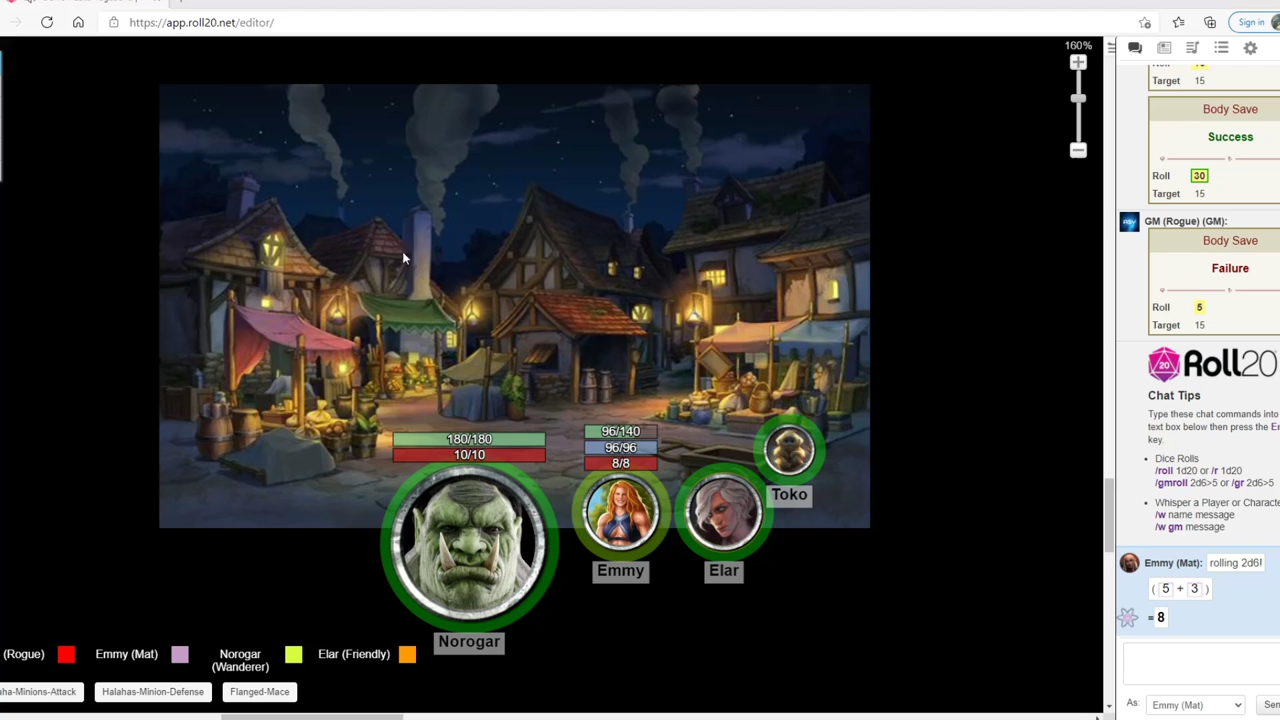 https://app.roll20.net/editor/
Sign in
160%
Target 15
Body Save
Success
Roll 30
Target 15
GM (Rogue) (GM):
Body Save
Failure
Roll 5
Target 15
Roll20
Chat Tips
Type these chat commands into
text box below then press the
key.
Dice Rolls
/roll 1d20 or /r 1d20
/gmroll 2d6>5 or /gr 2d6>5
Whisper a Player or Character
/w name message
/w gm message
Emmy (Mat): rolling 2d6!
( 5 + 3 )
= 8
180/180
10/10
96/140
96/96
8/8
Toko
Emmy
Elar
Norogar
(Rogue)
Emmy (Mat)
Norogar
(Wanderer)
Elar (Friendly)
aha-Minions-Attack
Halahas-Minion-Defense
Flanged-Mace
As: Emmy (Mat)